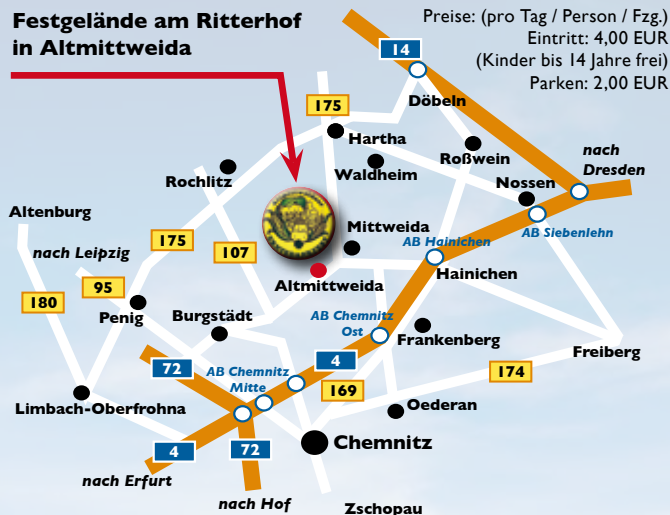 Festgelände am Ritterhof
in Altmittweida
Preise: (pro Tag / Person / Fzg.)
Eintritt: 4,00 EUR
(Kinder bis 14 Jahre frei)
Parken: 2,00 EUR
14
Döbeln
175
Hartha
Waldheim
Roßwein
nach
Dresden
Rochlitz
Nossen
Altenburg
AB Siebenlehn
nach Leipzig
175
107
Mittweida
AB Hainichen
Hainichen
Altmittweida
95
180
Penig
Burgstädt
AB Chemnitz
Ost
Frankenberg
Freiberg
4
72
AB Chemnitz
Mitte
169
174
Limbach-Oberfrohna
Oederan
Chemnitz
4
72
nach Erfurt
nach Hof
Zschopau